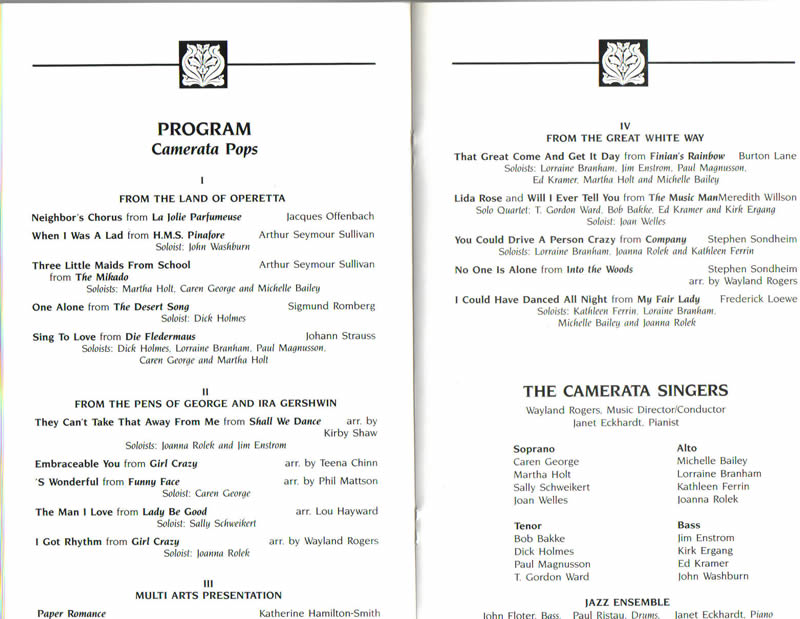 PROGRAM
Camerata Pops
I
FROM THE LAND OF OPERETTA
Neighbor's Chorus from La Jolie Parfumeuse Jacques Offenbach
When I Was A Lad from H.M.S. Pinafore Arthur Seymour Sullivan
Soloist: John Washburn
Three Little Maids From School Arthur Seymour Sullivan
from The Mikado
Soloists: Martha Holt, Caren George and Michelle Bailey
One Alone from The Desert Song Sigmund Romberg
Soloist: Dick Holmes
Sing To Love from Die Fledermaus Johann Strauss
Soloists: Dick Holmes, Lorraine Branham, Paul Magnusson,
Caren George and Martha Holt
II
FROM THE PENS OF GEORGE AND IRA GERSHWIN
They Can't Take That Away From Me from Shall We Dance arr. by
Kirby Shaw
Soloists: Joanna Rolek and Jim Enstrom
Embraceable You from Girl Crazy arr. by Teena Chinn
'S Wonderful from Funny Face arr. by Phil Mattson
Soloist: Caren George
The Man I Love from Lady Be Good arr. Lou Hayward
Soloist: Sally Schweikert
I Got Rhythm from Girl Crazy arr. by Wayland Rogers
Soloist: Joanna Rolek
III
MULTI ARTS PRESENTATION
Paper Romance Katherine Hamilton-Smith
IV
FROM THE GREAT WHITE WAY
That Great Come And Get It Day from Finian's Rainbow Burton Lane
Soloists: Lorraine Branham, Jim Enstrom, Paul Magnusson,
Ed Kramer, Martha Holt and Michelle Bailey
Lida Rose and Will I Ever Tell You from The Music Man Meredith Willson
Solo Quartet: T. Gordon Ward, Bob Bakke, Ed Kramer and Kirk Ergang
Soloist: Joan Welles
You Could Drive A Person Crazy from Company Stephen Sondheim
Soloists: Lorraine Branham, Joanna Rolek and Kathleen Ferrin
No One Is Alone from Into the Woods Stephen Sondheim
arr. by Wayland Rogers
I Could Have Danced All Night from My Fair Lady Frederick Loewe
Soloists: Kathleen Ferrin, Loraine Branham,
Michelle Bailey and Joanna Rolek
THE CAMERATA SINGERS
Wayland Rogers, Music Director/Conductor
Janet Eckhardt, Pianist
Soprano
Caren George
Martha Holt
Sally Schweikert
Joan Welles
Alto
Michelle Bailey
Lorraine Branham
Kathleen Ferrin
Joanna Rolek
Tenor
Bob Bakke
Dick Holmes
Paul Magnusson
T. Gordon Ward
Bass
Jim Enstrom
Kirk Ergang
Ed Kramer
John Washburn
JAZZ ENSEMBLE
John Floter, Bass, Paul Ristau, Drums, Janet Eckhardt, Piano